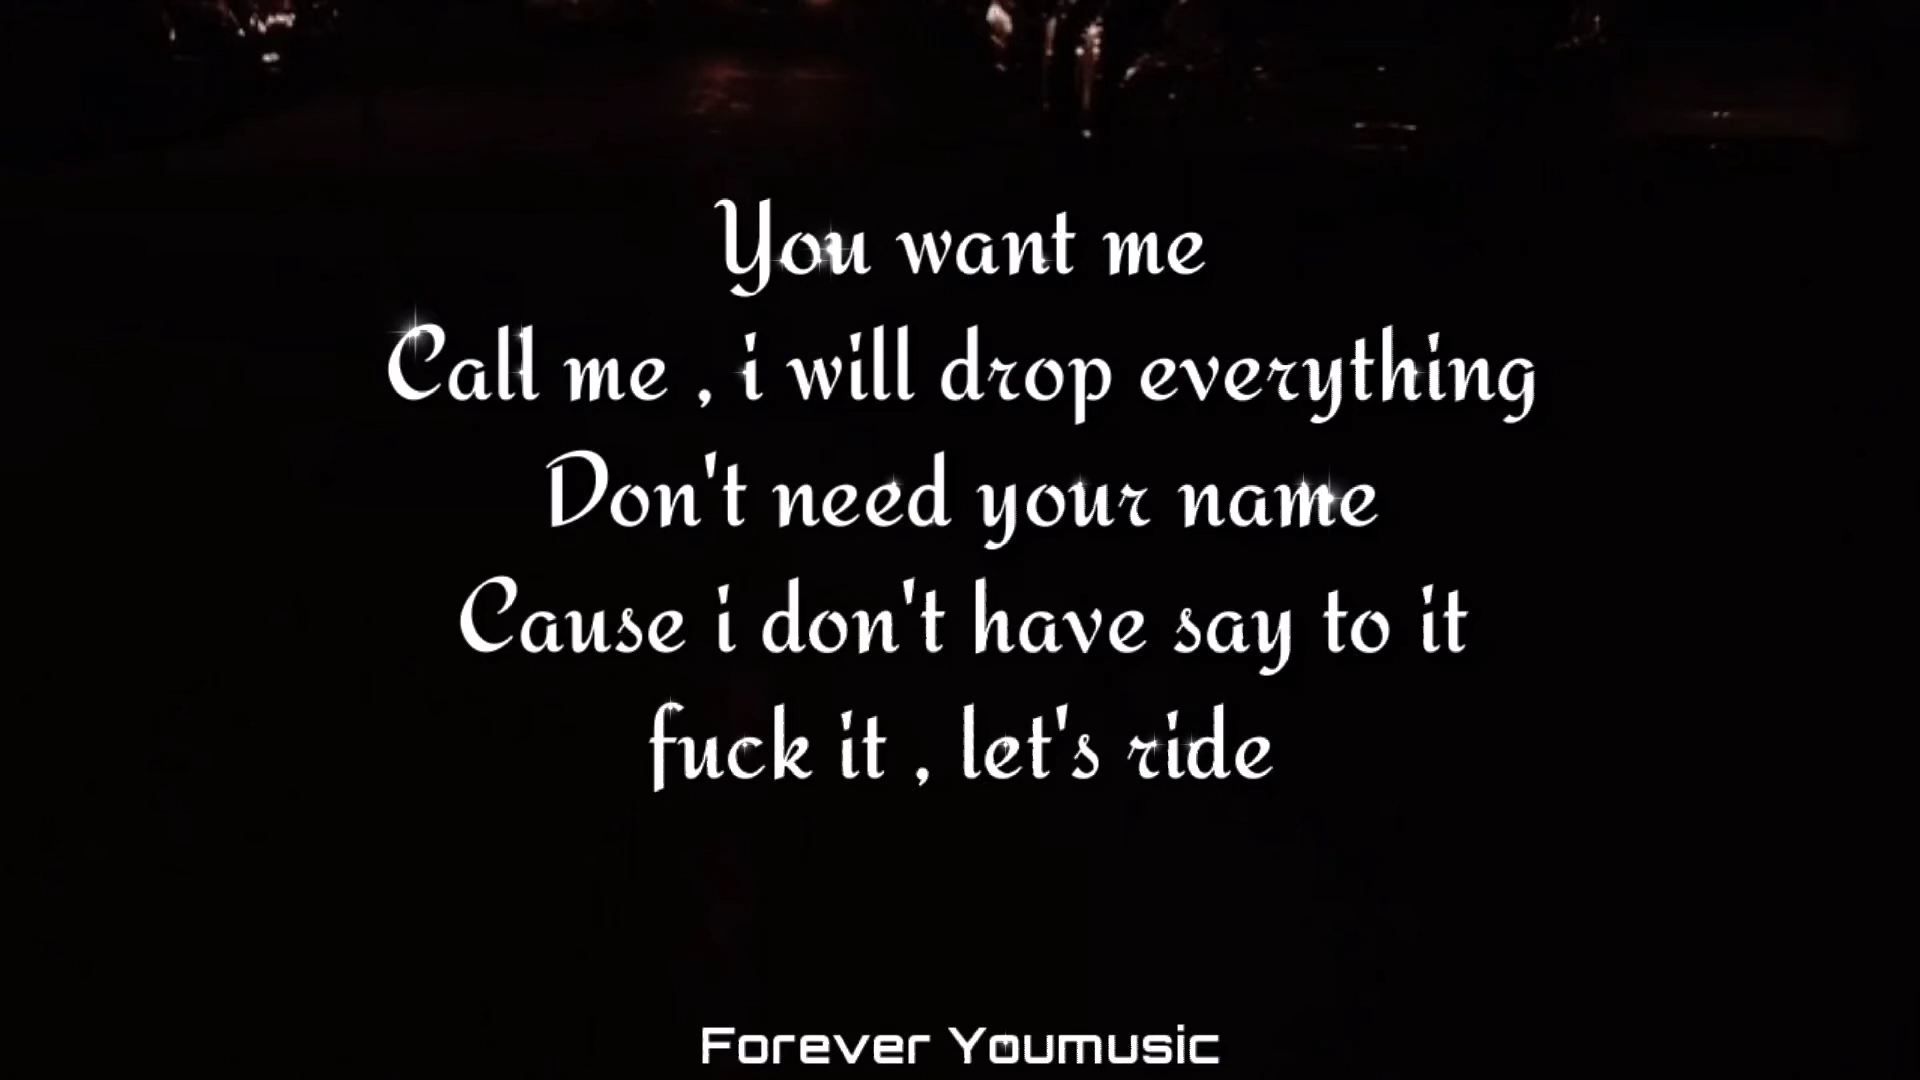 You want me
Call me , i will drop everything
Don't need your name
Cause i don't have say to it
fuck it , let's ride
Forever Youmusic